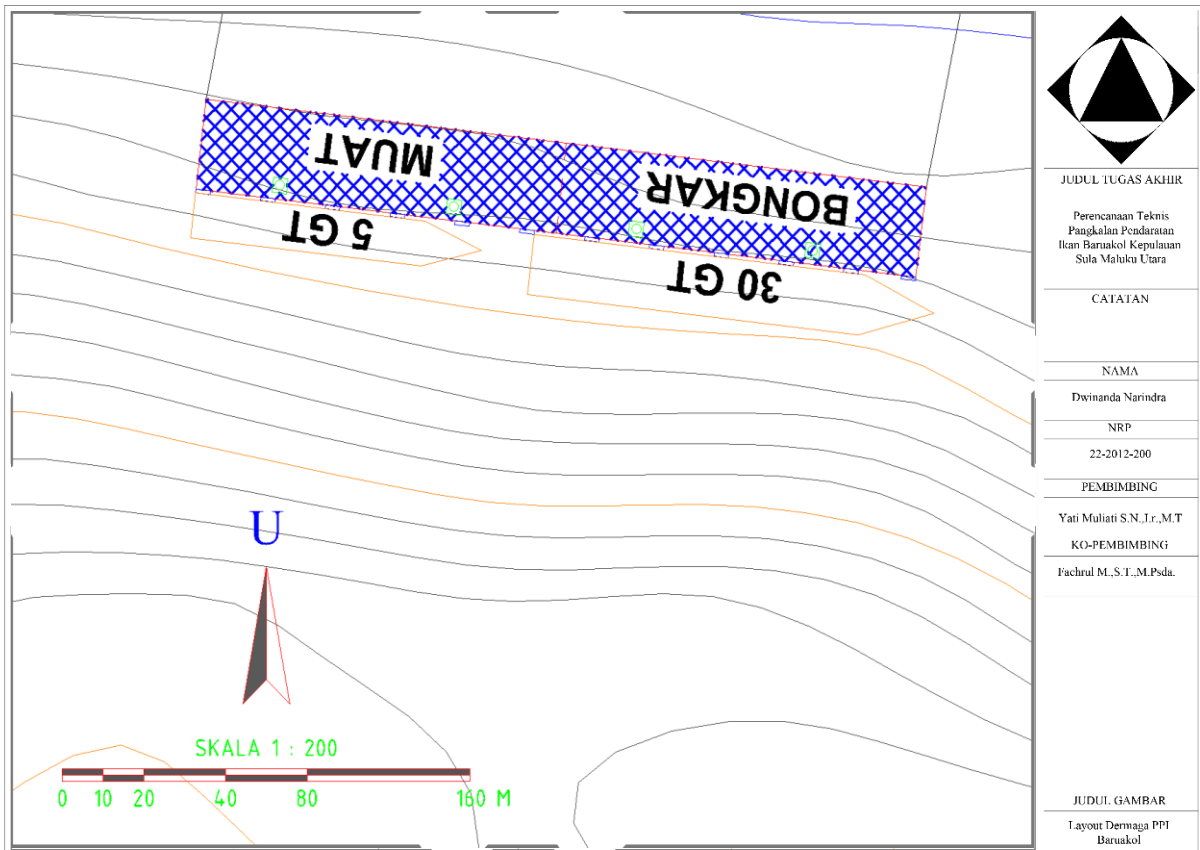 MUAT
BONGKAR
5 GT
30 GT
U
SKALA 1 : 200
0 10 20 40 80 160 M
JUDUL TUGAS AKHIR
Perencanaan Teknis
Pangkalan Pendaratan
Ikan Baruakol Kepulauan
Sula Maluku Utara
CATATAN
NAMA
Dwinanda Narindra
NRP
22-2012-200
PEMBIMBING
Yati Muliati S.N.,Ir.,M.T
KO-PEMBIMBING
Fachrul M.,S.T.,M.Psda.
JUDUL GAMBAR
Layout Dermaga PPI
Baruakol